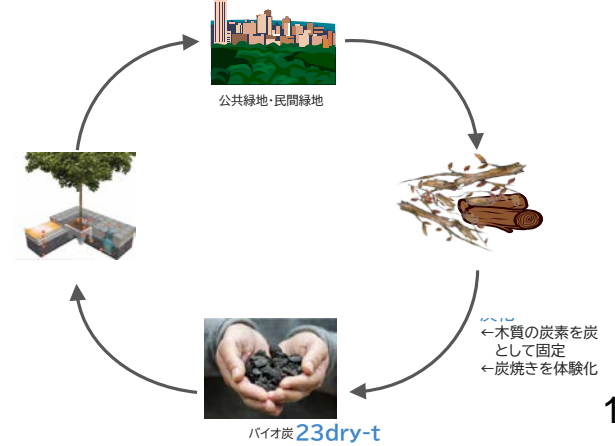 公共緑地・民間緑地
←木質の炭素を炭
として固定
←炭焼きを体験化
バイオ炭 23dry-t
1